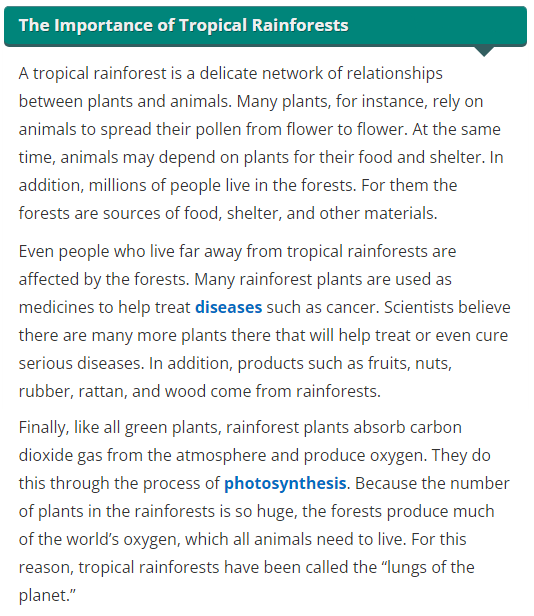 The Importance of Tropical Rainforests
A tropical rainforest is a delicate network of relationships
between plants and animals. Many plants, for instance, rely on
animals to spread their pollen from flower to flower. At the same
time, animals may depend on plants for their food and shelter. In
addition, millions of people live in the forests. For them the
forests are sources of food, shelter, and other materials.
Even people who live far away from tropical rainforests are
affected by the forests. Many rainforest plants are used as
medicines to help treat diseases such as cancer. Scientists believe
there are many more plants there that will help treat or even cure
serious diseases. In addition, products such as fruits, nuts,
rubber, rattan, and wood come from rainforests.
Finally, like all green plants, rainforest plants absorb carbon
dioxide gas from the atmosphere and produce oxygen. They do
this through the process of photosynthesis. Because the number
of plants in the rainforests is so huge, the forests produce much
of the world’s oxygen, which all animals need to live. For this
reason, tropical rainforests have been called the “lungs of the
planet.”